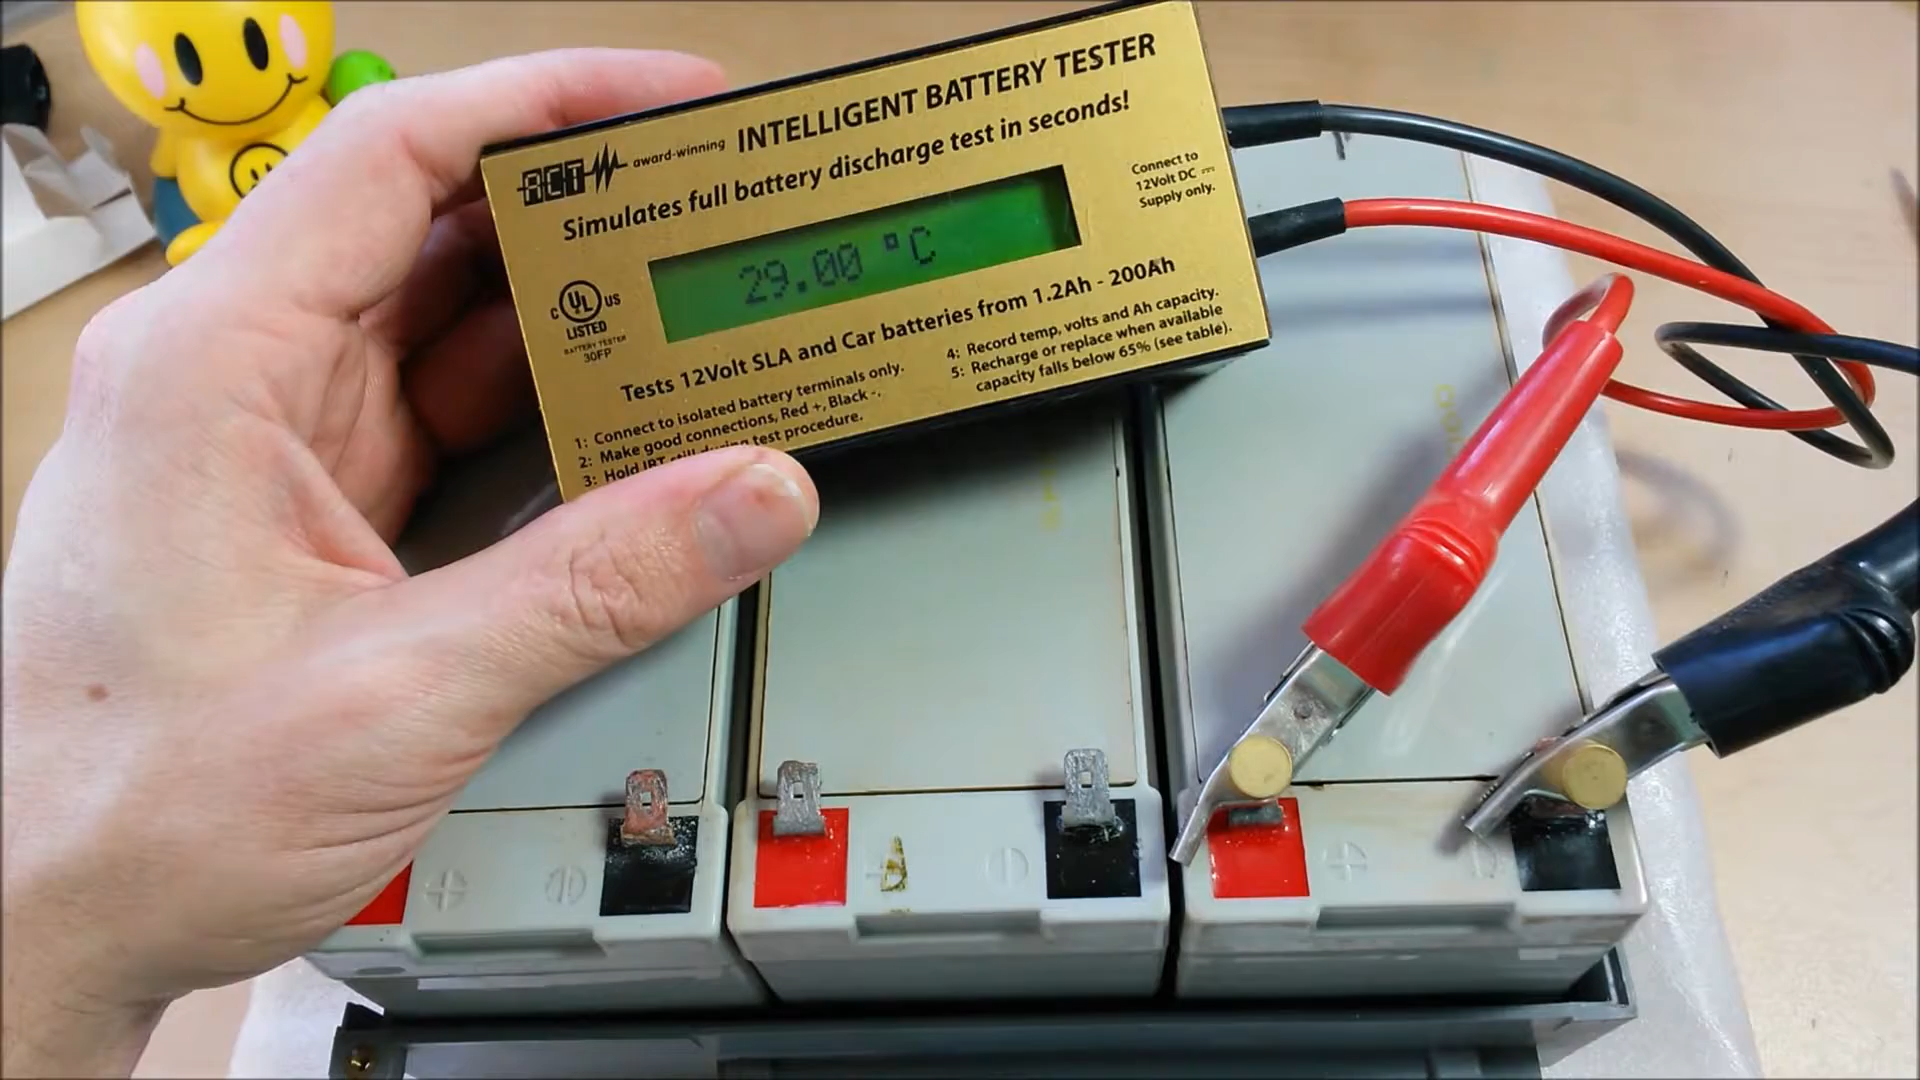 ACT award-winning INTELLIGENT BATTERY TESTER
Simulates full battery discharge test in seconds!
Connect to
12Volt DC
Supply only.
29.00 °C
C UL US
LISTED
BATTERY TESTER
30FP
Tests 12Volt SLA and Car batteries from 1.2Ah - 200Ah
1: Connect to isolated battery terminals only.
2: Make good connections, Red +, Black -.
3: Hold IBT still during test procedure.
4: Record temp, volts and Ah capacity.
5: Recharge or replace when available
capacity falls below 65% (see table).